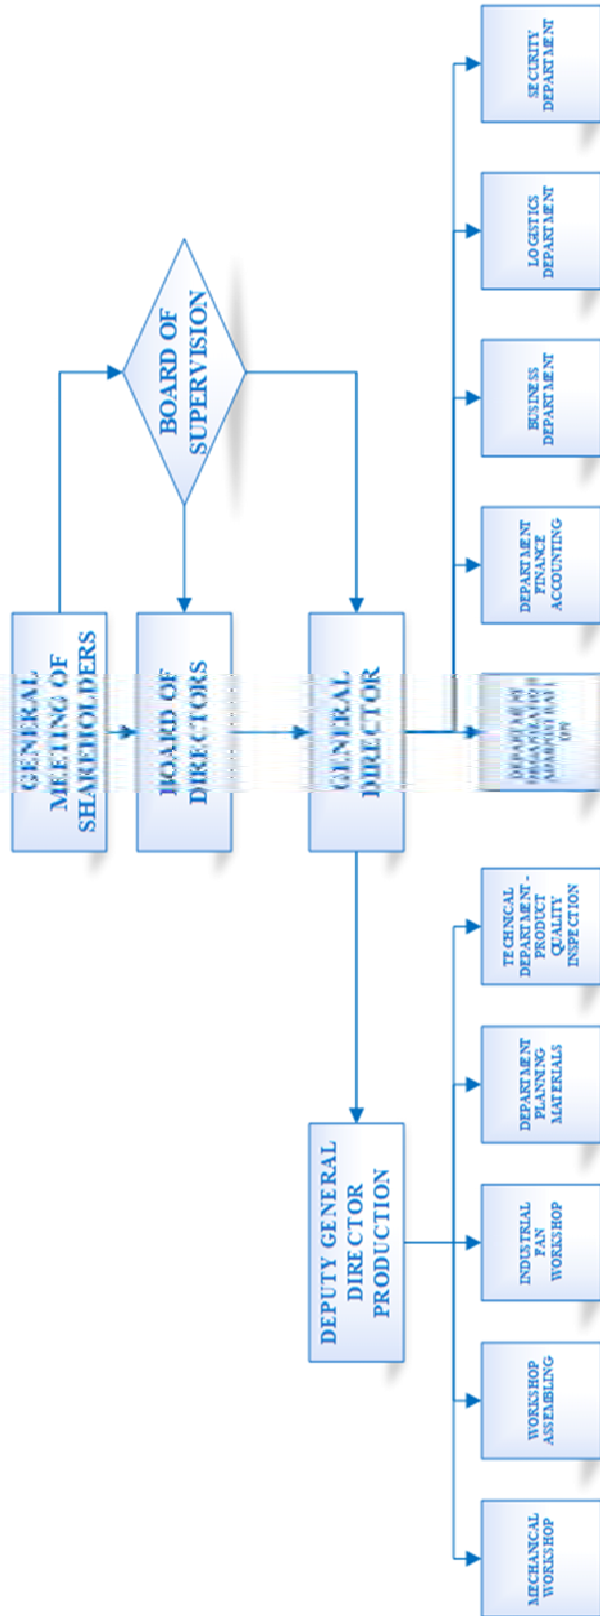 GENERAL
MEETING OF
SHAREHOLDERS
BOARD OF
SUPERVISION
BOARD OF
DIRECTORS
GENERAL
DIRECTOR
DEPUTY GENERAL
DIRECTOR
PRODUCTION
MECHANICAL
WORKSHOP
WORKSHOP
ASSEMBLING
INDUSTRIAL
FAN
WORKSHOP
DEPARTMENT
PLANNING
MATERIALS
TECHNICAL
DEPARTMENT -
PRODUCT
QUALITY
INSPECTION
DEPARTMENT
FINANCE
ACCOUNTING
BUSINESS
DEPARTMENT
LOGISTICS
DEPARTMENT
SECURITY
DEPARTMENT